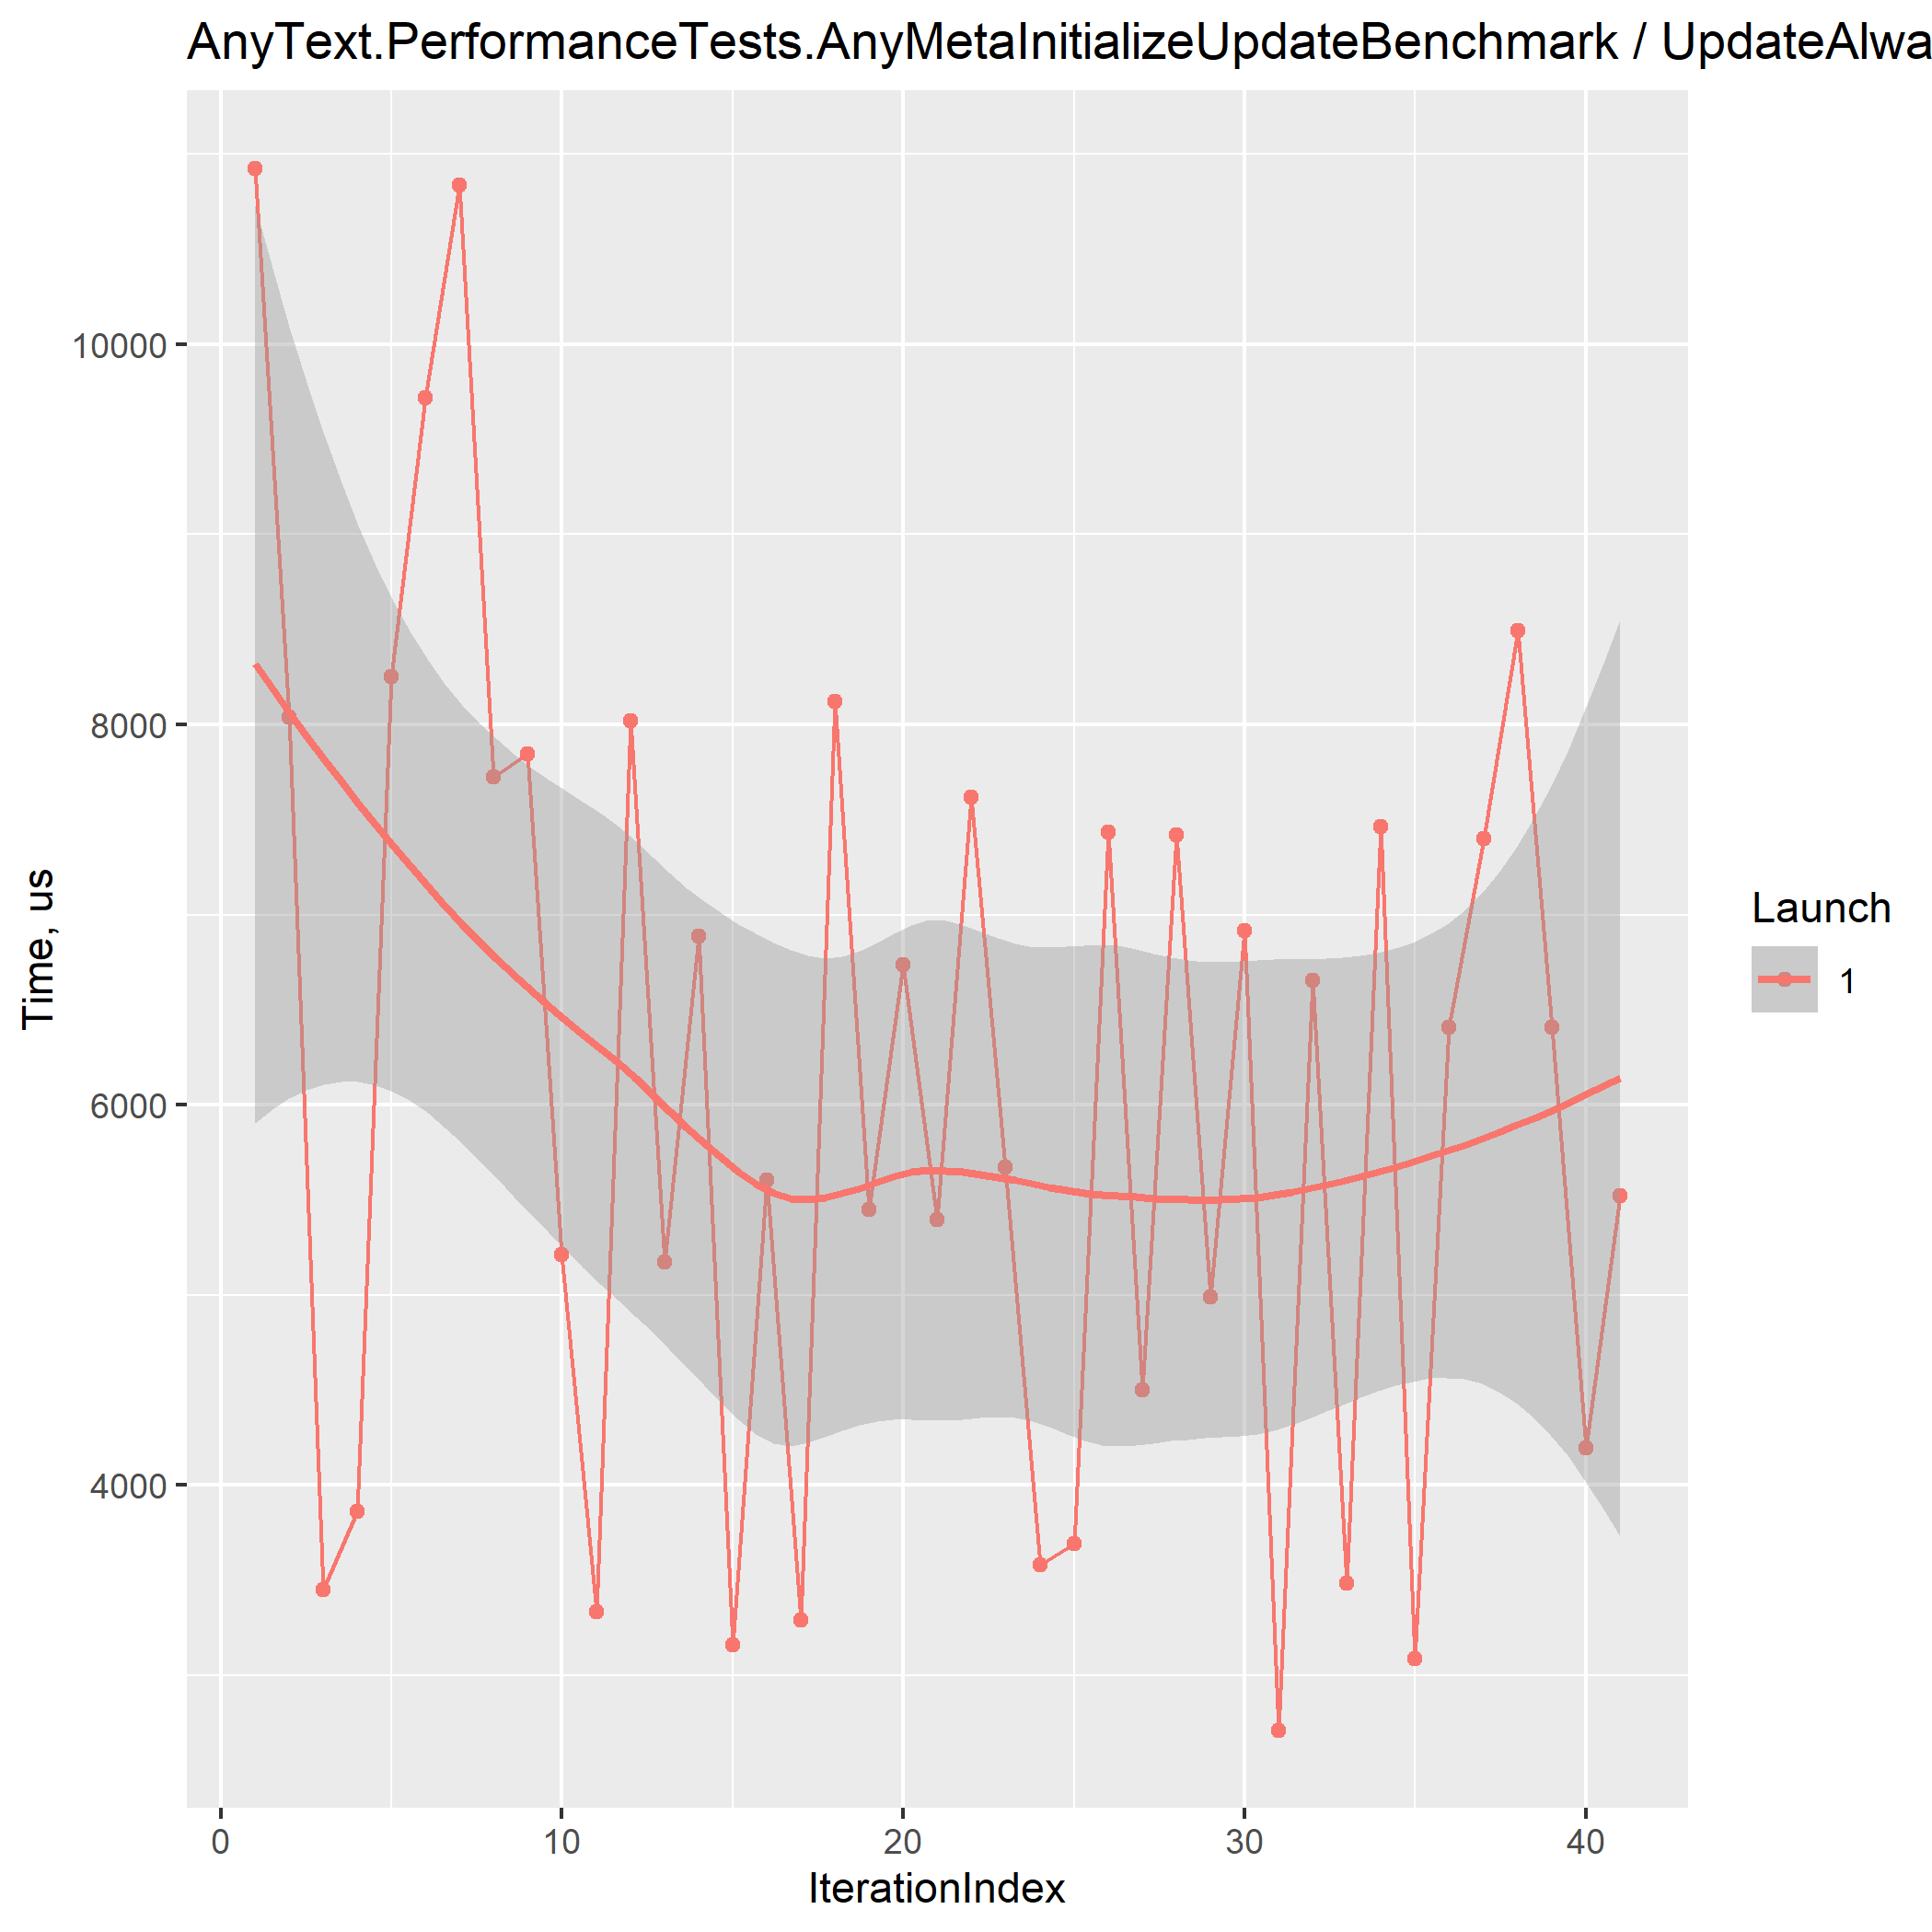 AnyText.PerformanceTests.AnyMetaInitializeUpdateBenchmark / UpdateAlwa
10000
8000
6000
4000
Time, us
0 10 20 30 40
IterationIndex
Launch
1